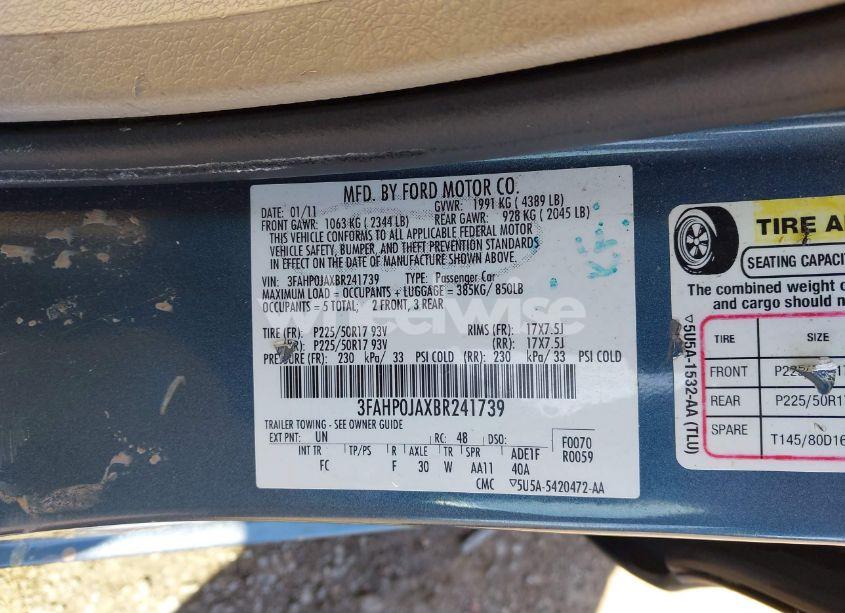 MFD. BY FORD MOTOR CO.
DATE: 01/11 GVWR: 1991 KG ( 4389 LB)
FRONT GAWR: 1063 KG ( 2344 LB) REAR GAWR: 928 KG ( 2045 LB)
THIS VEHICLE CONFORMS TO ALL APPLICABLE FEDERAL MOTOR
VEHICLE SAFETY, BUMPER, AND THEFT PREVENTION STANDARDS
IN EFFECT ON THE DATE OF MANUFACTURE SHOWN ABOVE.
VIN: 3FAHP0JAXBR241739 TYPE: Passenger Car
MAXIMUM LOAD = OCCUPANTS + LUGGAGE = 385KG/ 850LB
OCCUPANTS = 5 TOTAL; 2 FRONT, 3 REAR
wheelwise
TIRE (FR): P225/50R17 93V RIMS (FR): 17X7.5J
P225/50R17 93V (RR): 17X7.5J
PRESSURE (FR): 230 kPa/ 33 PSI COLD (RR): 230 kPa/ 33 PSI COLD
3FAHP0JAXBR241739
TRAILER TOWING - SEE OWNER GUIDE
EXT PNT: UN RC: 48 DSO: F0070
R0059
INT TR TP/PS R AXLE TR SPR ADE1F
FC F 30 W AA11 40A
CMC ▽5U5A-5420472-AA
TIRE
SEATING CAPACIT
The combined weight o
and cargo should
▽5U5A-1532-AA (TLU)
TIRE SIZE
FRONT
REAR P225/50R17
SPARE T145/80D16